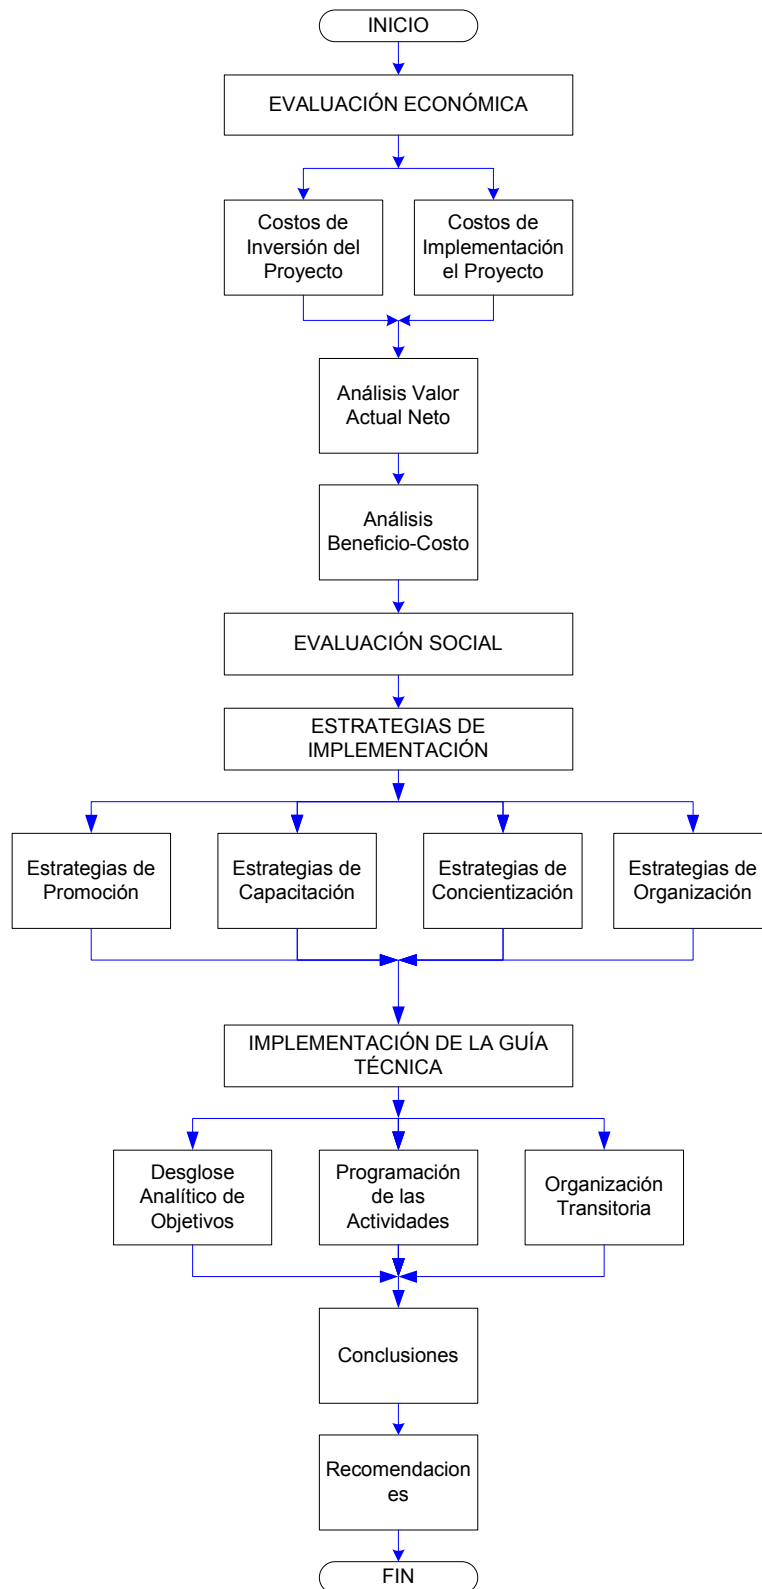 INICIO
EVALUACIÓN ECONÓMICA
Costos de
Inversión del
Proyecto
Costos de
Implementación
el Proyecto
Análisis Valor
Actual Neto
Análisis
Beneficio-Costo
EVALUACIÓN SOCIAL
ESTRATEGIAS DE
IMPLEMENTACIÓN
Estrategias de
Promoción
Estrategias de
Capacitación
Estrategias de
Concientización
Estrategias de
Organización
IMPLEMENTACIÓN DE LA GUÍA
TÉCNICA
Desglose
Analítico de
Objetivos
Programación
de las
Actividades
Organización
Transitoria
Conclusiones
Recomendacion
es
FIN